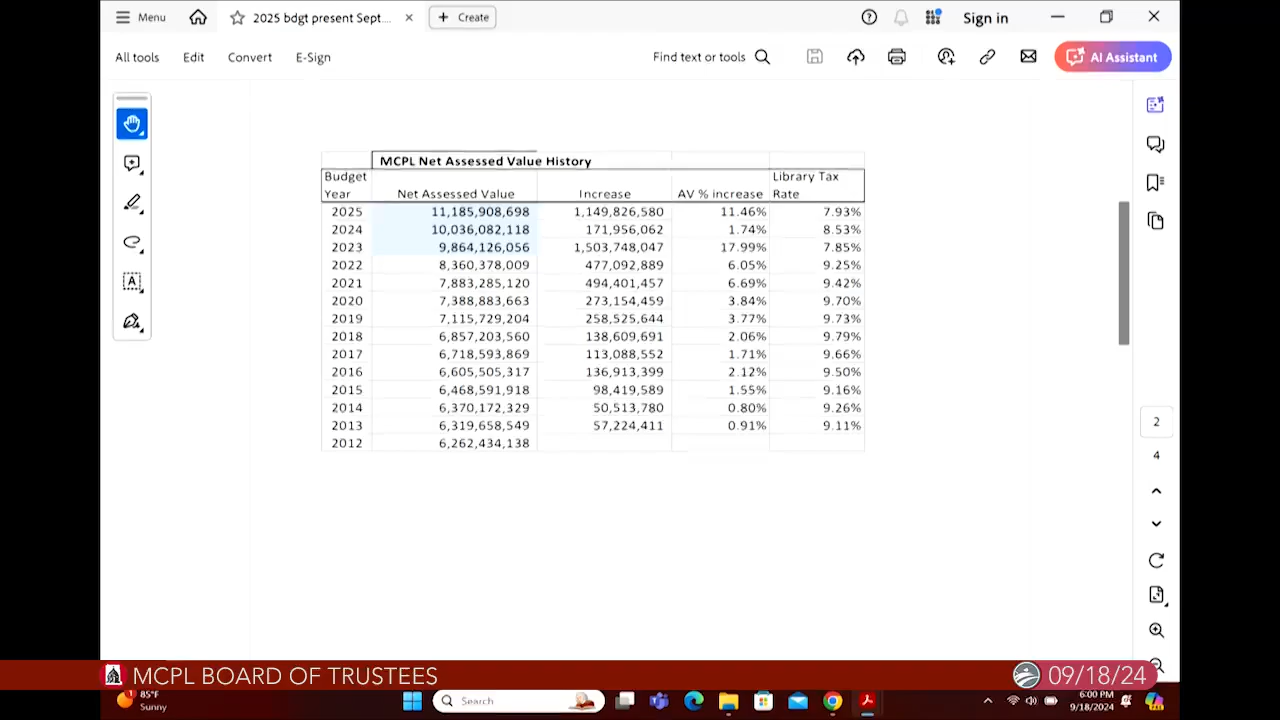 Menu
2025 bdgt present Sept...
Create
Sign in
All tools
Edit
Convert
E-Sign
Find text or tools
AI Assistant
MCPL Net Assessed Value History
Budget Year Net Assessed Value Increase AV % increase Library Tax Rate
2025 11,185,908,698 1,149,826,580 11.46% 7.93%
2024 10,036,082,118 171,956,062 1.74% 8.53%
2023 9,864,126,056 1,503,748,047 17.99% 7.85%
2022 8,360,378,009 477,092,889 6.05% 9.25%
2021 7,883,285,120 494,401,457 6.69% 9.42%
2020 7,388,883,663 273,154,459 3.84% 9.70%
2019 7,115,729,204 258,525,644 3.77% 9.73%
2018 6,857,203,560 138,609,691 2.06% 9.79%
2017 6,718,593,869 113,088,552 1.71% 9.66%
2016 6,605,505,317 136,913,399 2.12% 9.50%
2015 6,468,591,918 98,419,589 1.55% 9.16%
2014 6,370,172,329 50,513,780 0.80% 9.26%
2013 6,319,658,549 57,224,411 0.91% 9.11%
2012 6,262,434,138
2
4
MCPL BOARD OF TRUSTEES
09/18/24
1
85°F
Sunny
Search
6:00 PM
9/18/2024